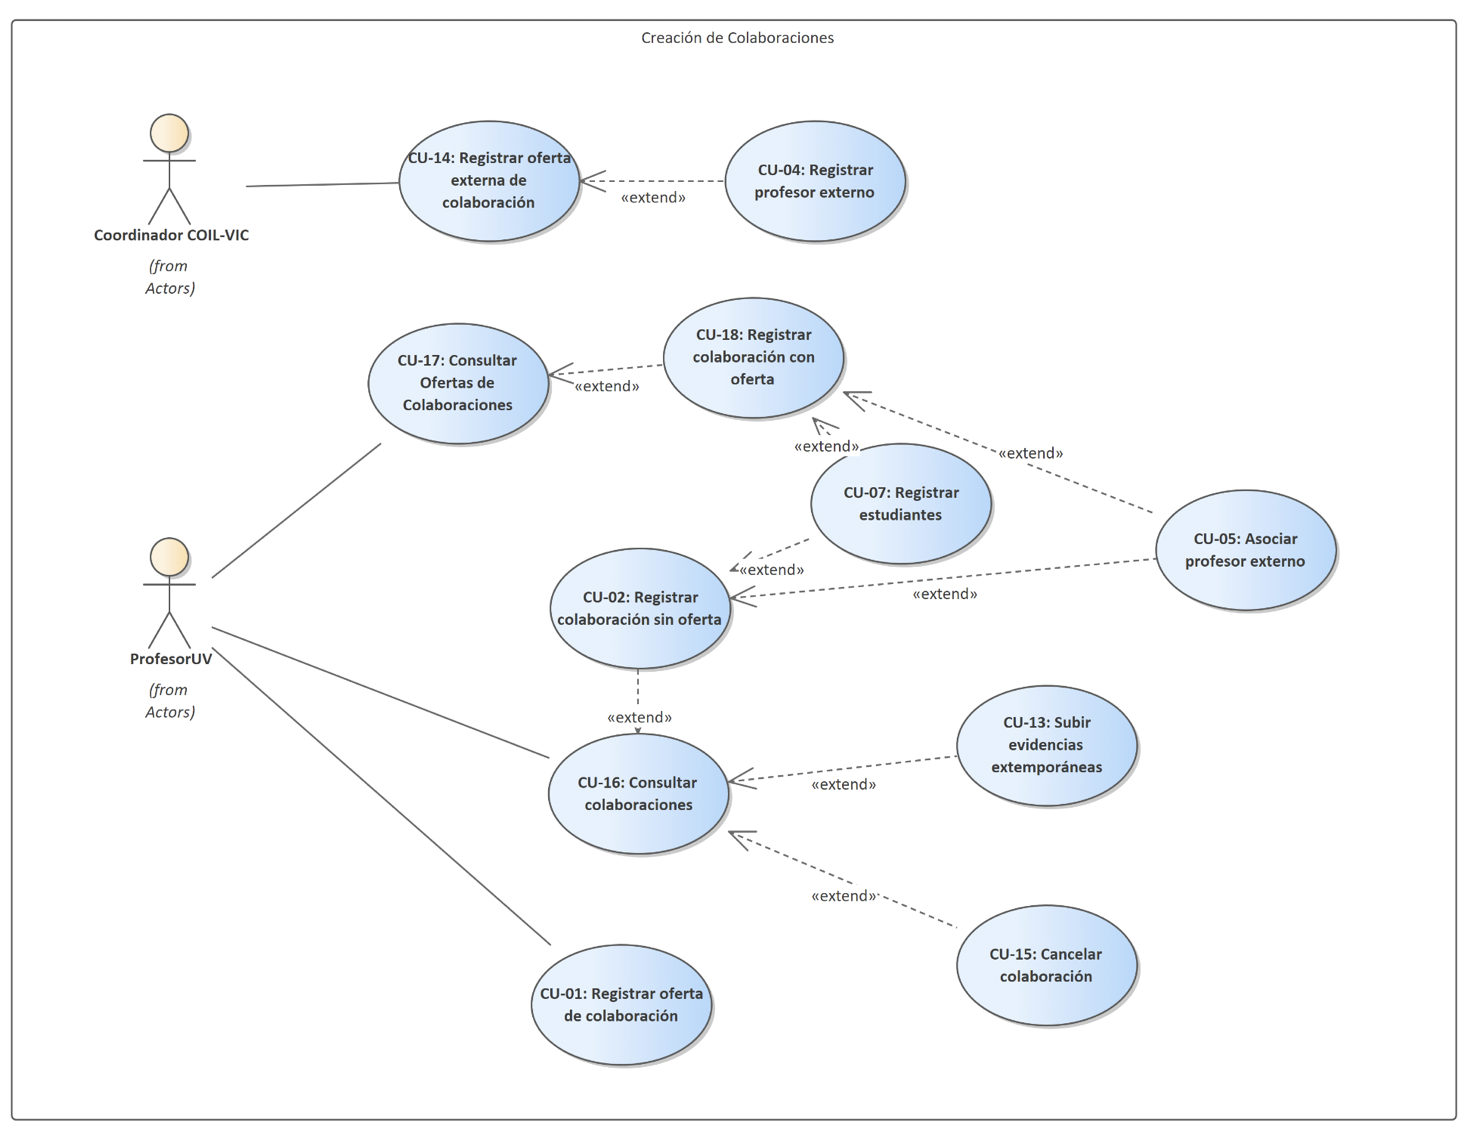 Creación de Colaboraciones
CU-14: Registrar oferta
externa de
colaboración
«extend»
CU-04: Registrar
profesor externo
Coordinador COIL-VIC
(from
Actors)
CU-17: Consultar
Ofertas de
Colaboraciones
«extend»
CU-18: Registrar
colaboración con
oferta
«extend»
«extend»
CU-07: Registrar
estudiantes
CU-05: Asociar
profesor externo
«extend»
«extend»
CU-02: Registrar
colaboración sin oferta
ProfesorUV
(from
Actors)
«extend»
CU-13: Subir
evidencias
extemporáneas
CU-16: Consultar
colaboraciones
«extend»
«extend»
CU-15: Cancelar
colaboración
CU-01: Registrar oferta
de colaboración